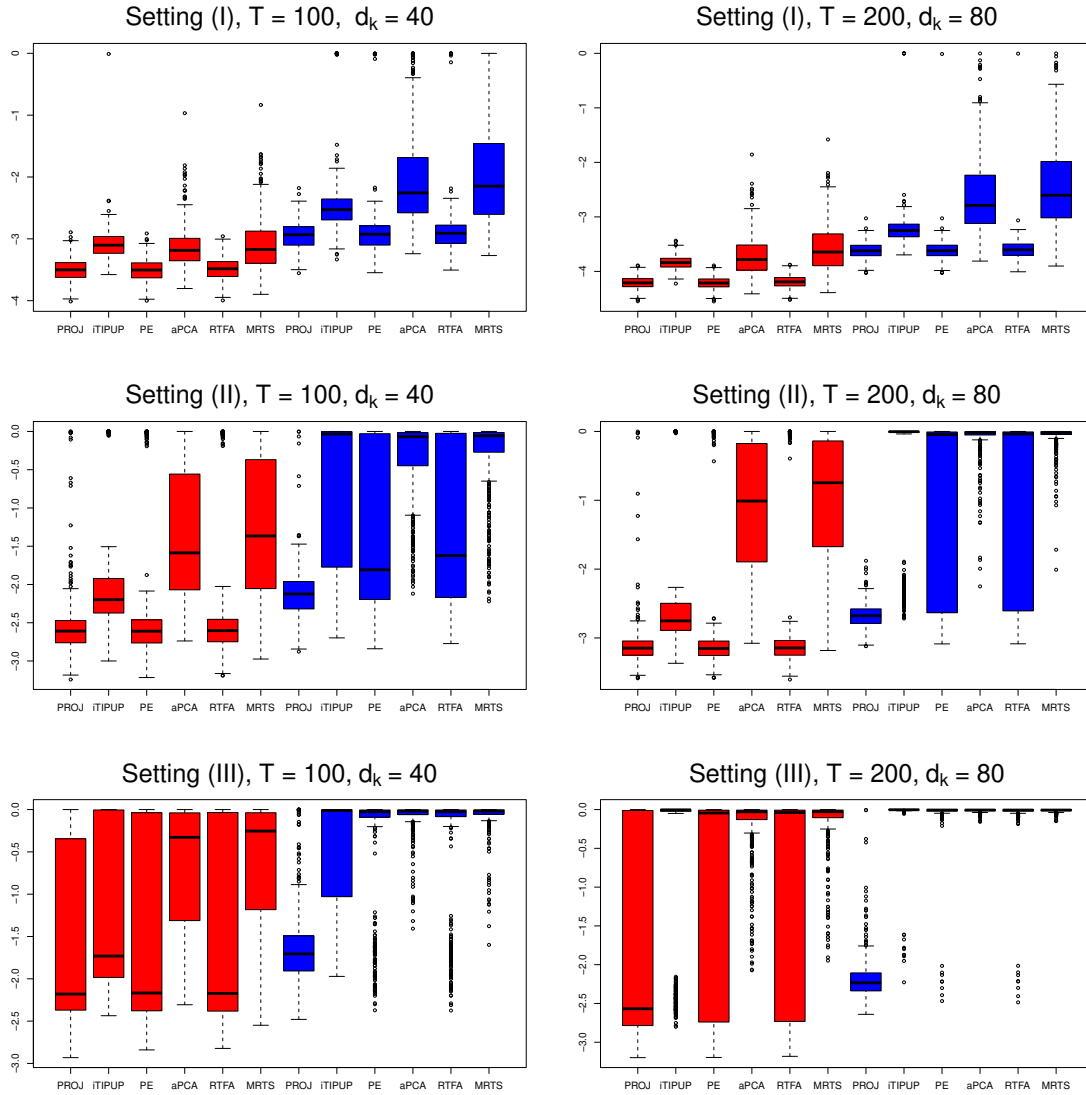 Setting (I), T = 100, d_k = 40
0
−1
−2
−3
−4
PROJ iTIPUP PE aPCA RTFA MRTS PROJ iTIPUP PE aPCA RTFA MRTS
Setting (I), T = 200, d_k = 80
0
−1
−2
−3
−4
PROJ iTIPUP PE aPCA RTFA MRTS PROJ iTIPUP PE aPCA RTFA MRTS
Setting (II), T = 100, d_k = 40
0.0
−0.5
−1.0
−1.5
−2.0
−2.5
−3.0
PROJ iTIPUP PE aPCA RTFA MRTS PROJ iTIPUP PE aPCA RTFA MRTS
Setting (II), T = 200, d_k = 80
0
−1
−2
−3
PROJ iTIPUP PE aPCA RTFA MRTS PROJ iTIPUP PE aPCA RTFA MRTS
Setting (III), T = 100, d_k = 40
0.0
−0.5
−1.0
−1.5
−2.0
−2.5
−3.0
PROJ iTIPUP PE aPCA RTFA MRTS PROJ iTIPUP PE aPCA RTFA MRTS
Setting (III), T = 200, d_k = 80
0.0
−0.5
−1.0
−1.5
−2.0
−2.5
−3.0
PROJ iTIPUP PE aPCA RTFA MRTS PROJ iTIPUP PE aPCA RTFA MRTS